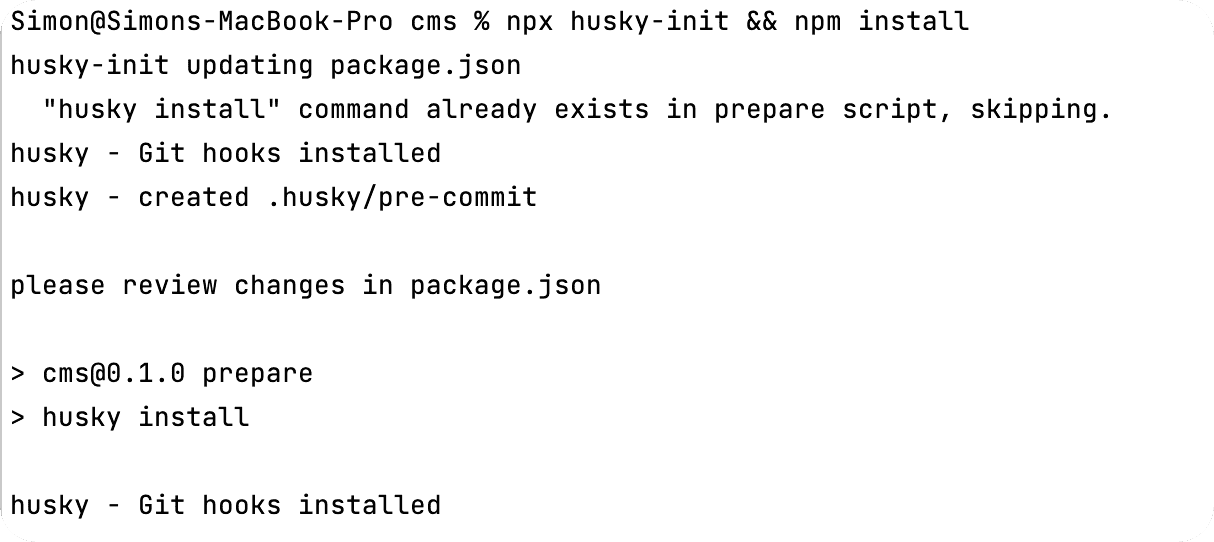 Simon@Simons-MacBook-Pro cms % npx husky-init && npm install
husky-init updating package.json
  "husky install" command already exists in prepare script, skipping.
husky - Git hooks installed
husky - created .husky/pre-commit

please review changes in package.json

> cms@0.1.0 prepare
> husky install

husky - Git hooks installed